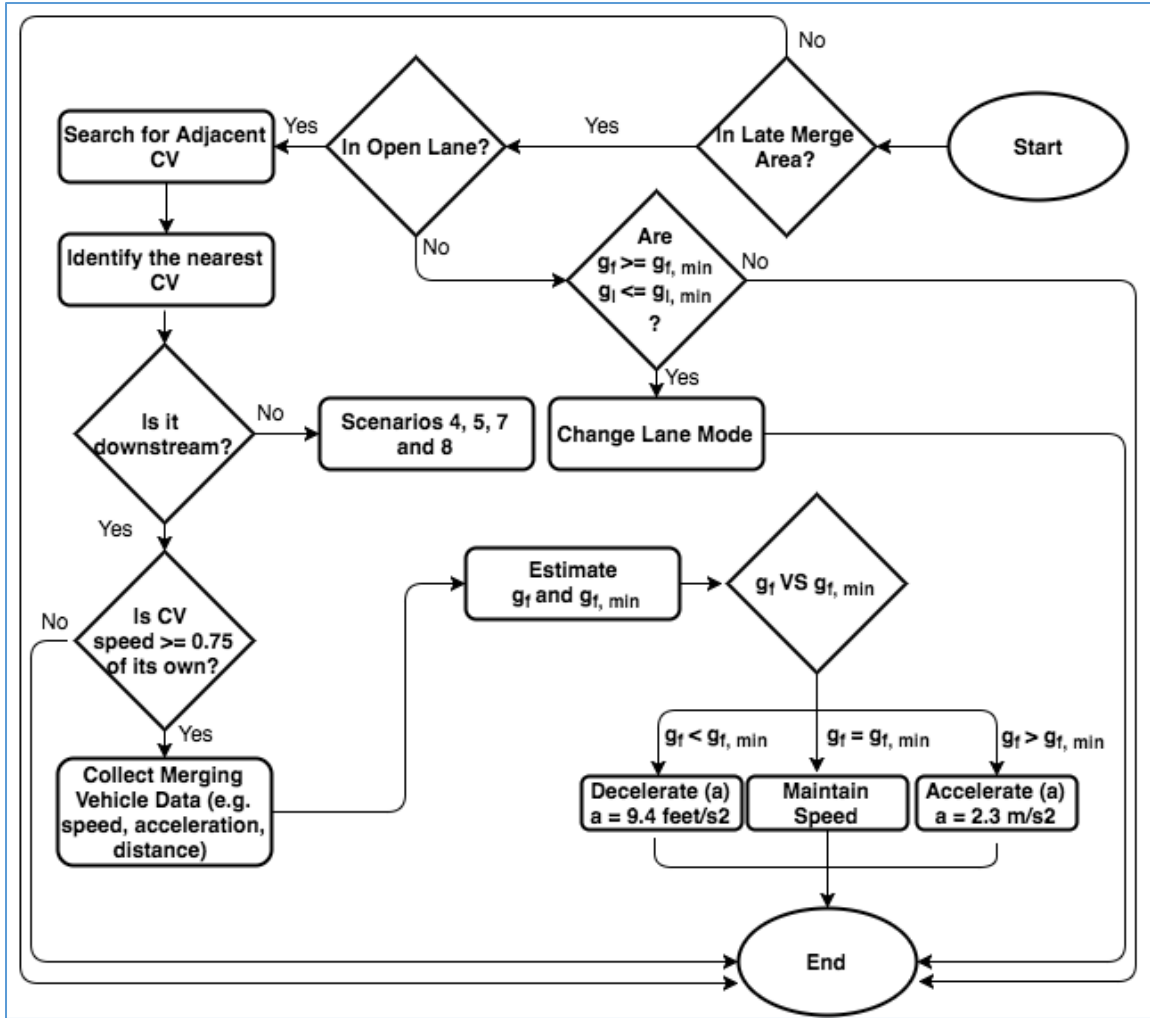 No
Start
In Late Merge
Area?
Yes
In Open Lane?
Yes
Search for Adjacent
CV
Identify the nearest
CV
No
Are
gf >= gf, min
gl <= gl, min
?
No
Yes
Change Lane Mode
Is it
downstream?
No
Scenarios 4, 5, 7
and 8
Yes
Is CV
speed >= 0.75
of its own?
No
Yes
Collect Merging
Vehicle Data (e.g.
speed, acceleration,
distance)
Estimate
gf and gf, min
gf VS gf, min
gf < gf, min
gf = gf, min
gf > gf, min
Decelerate (a)
a = 9.4 feet/s2
Maintain
Speed
Accelerate (a)
a = 2.3 m/s2
End